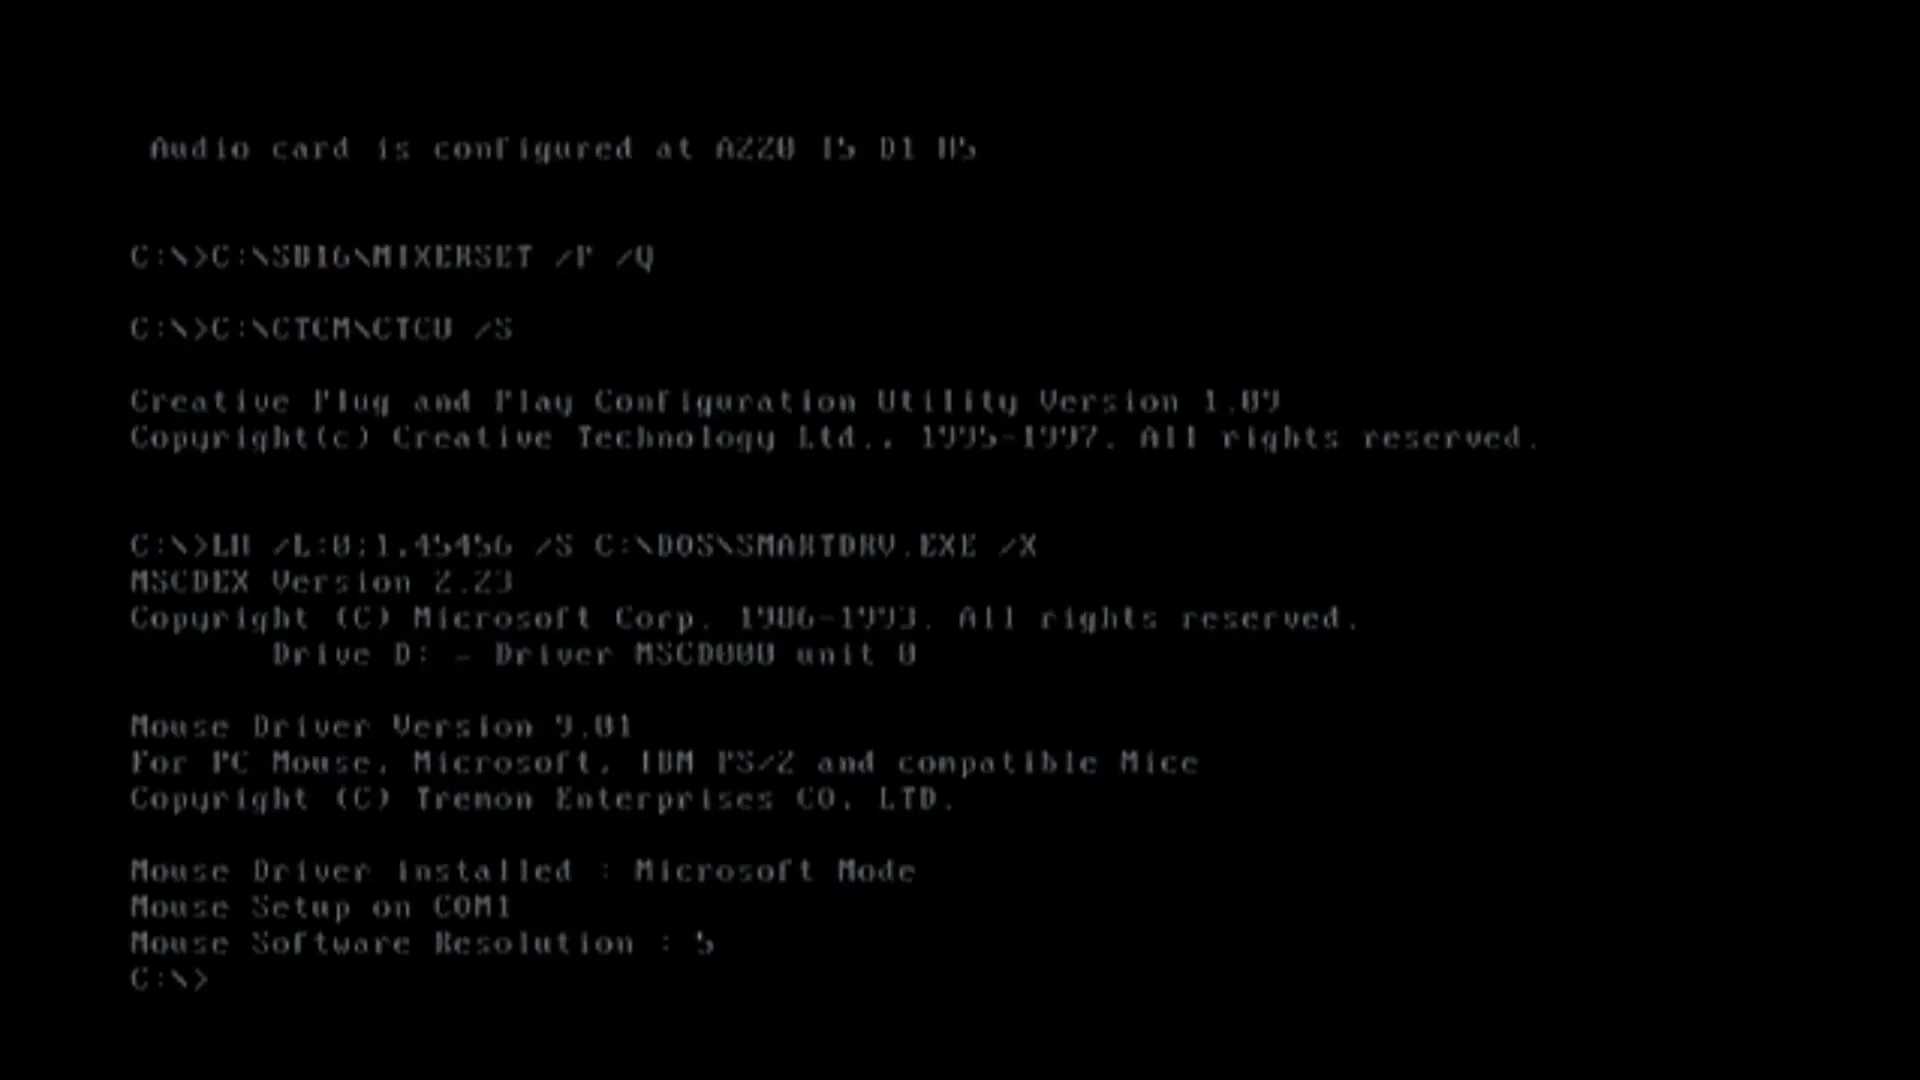 Audio card is configured at A220 I5 D1 H5
C:\>C:\SB16\MIXERSET /P /Q
C:\>C:\CTCM\CTCU /S
Creative Plug and Play Configuration Utility Version 1.09
Copyright(c) Creative Technology Ltd., 1995-1997. All rights reserved.
C:\>LH /L:0;1,45456 /S C:\DOS\SMARTDRV.EXE /X
MSCDEX Version 2.23
Copyright (C) Microsoft Corp. 1986-1993. All rights reserved.
Drive D: - Driver MSCD000 unit 0
Mouse Driver Version 9.01
For PC Mouse, Microsoft, IBM PS/2 and compatible Mice
Copyright (C) Tremon Enterprises CO. LTD.
Mouse Driver installed : Microsoft Mode
Mouse Setup on COM1
Mouse Software Resolution : 5
C:\>